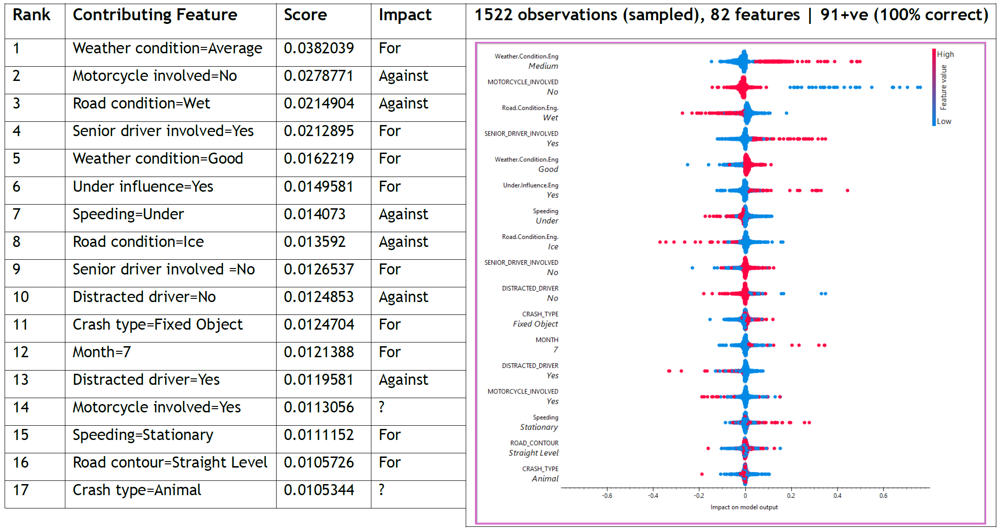 Rank Contributing Feature Score Impact 1522 observations (sampled), 82 features | 91+ve (100% correct)
1 Weather condition=Average 0.0382039 For
2 Motorcycle involved=No 0.0278771 Against
3 Road condition=Wet 0.0214904 Against
4 Senior driver involved=Yes 0.0212895 For
5 Weather condition=Good 0.0162219 For
6 Under influence=Yes 0.0149581 For
7 Speeding=Under 0.014073 Against
8 Road condition=Ice 0.013592 Against
9 Senior driver involved =No 0.0126537 For
10 Distracted driver=No 0.0124853 Against
11 Crash type=Fixed Object 0.0124704 For
12 Month=7 0.0121388 For
13 Distracted driver=Yes 0.0119581 Against
14 Motorcycle involved=Yes 0.0113056 ?
15 Speeding=Stationary 0.0111152 For
16 Road contour=Straight Level 0.0105726 For
17 Crash type=Animal 0.0105344 ?
Weather.Condition.Eng
Medium
MOTORCYCLE_INVOLVED
No
Road.Condition.Eng.
Wet
SENIOR_DRIVER_INVOLVED
Yes
Weather.Condition.Eng
Good
Under.Influence.Eng
Yes
Speeding
Under
Road.Condition.Eng.
Ice
SENIOR_DRIVER_INVOLVED
No
DISTRACTED_DRIVER
No
CRASH_TYPE
Fixed Object
MONTH
7
DISTRACTED_DRIVER
Yes
MOTORCYCLE_INVOLVED
Yes
Speeding
Stationary
ROAD_CONTOUR
Straight Level
CRASH_TYPE
Animal
High
Feature value
Low
-0.6 -0.4 -0.2 0 0.2 0.4 0.6
Impact on model output